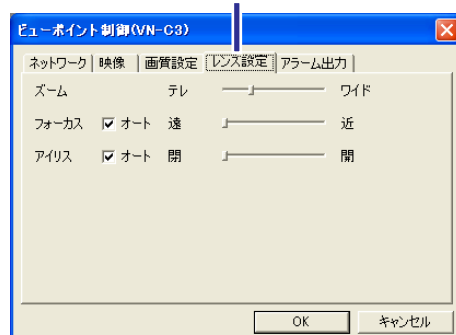 ビューポイント制御(VN-C3)
ネットワーク 映像 画質設定 レンズ設定 アラーム出力
ズーム テレ ワイド
フォーカス オート 遠 近
アイリス オート 閉 開
OK キャンセル